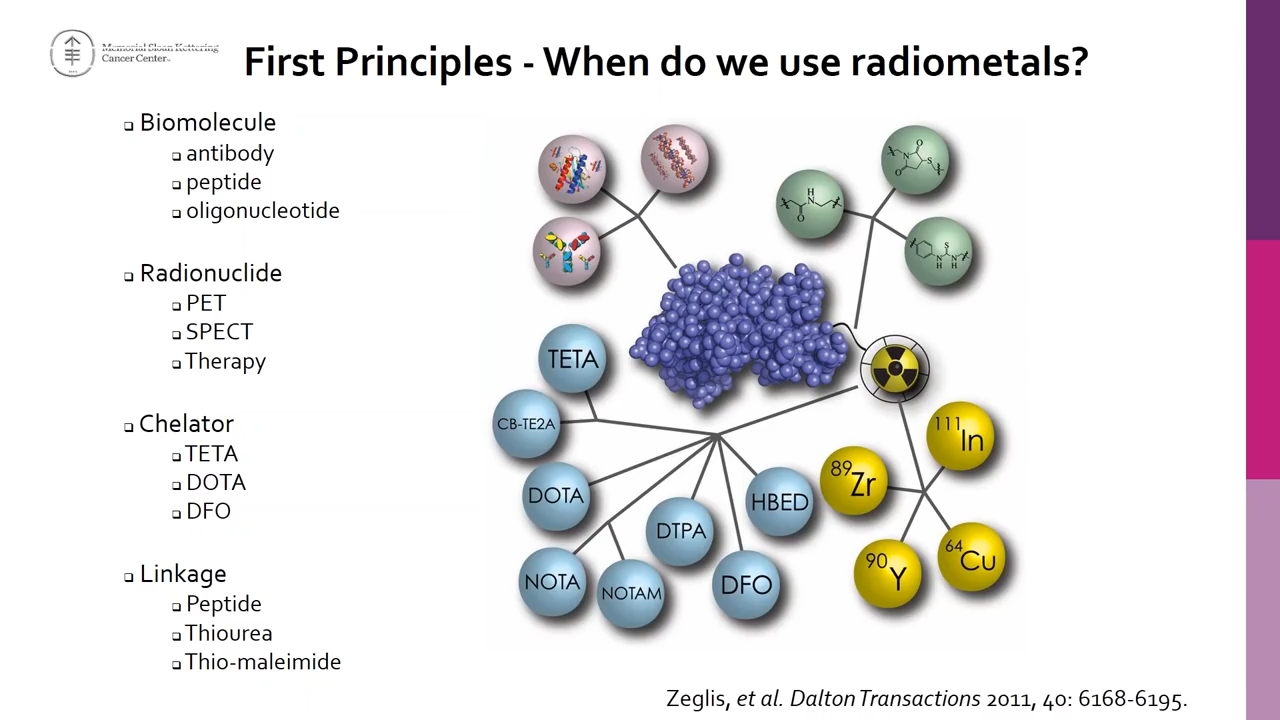 Memorial Sloan Kettering
Cancer Center™
First Principles - When do we use radiometals?
Biomolecule
antibody
peptide
oligonucleotide
Radionuclide
PET
SPECT
Therapy
Chelator
TETA
DOTA
DFO
Linkage
Peptide
Thiourea
Thio-maleimide
TETA
CB-TE2A
DOTA
NOTA
NOTAM
DTPA
DFO
HBED
89Zr
111In
90Y
64Cu
H
N
O
O
N
S
O
S
N
H
N
H
Zeglis, et al. Dalton Transactions 2011, 40: 6168-6195.